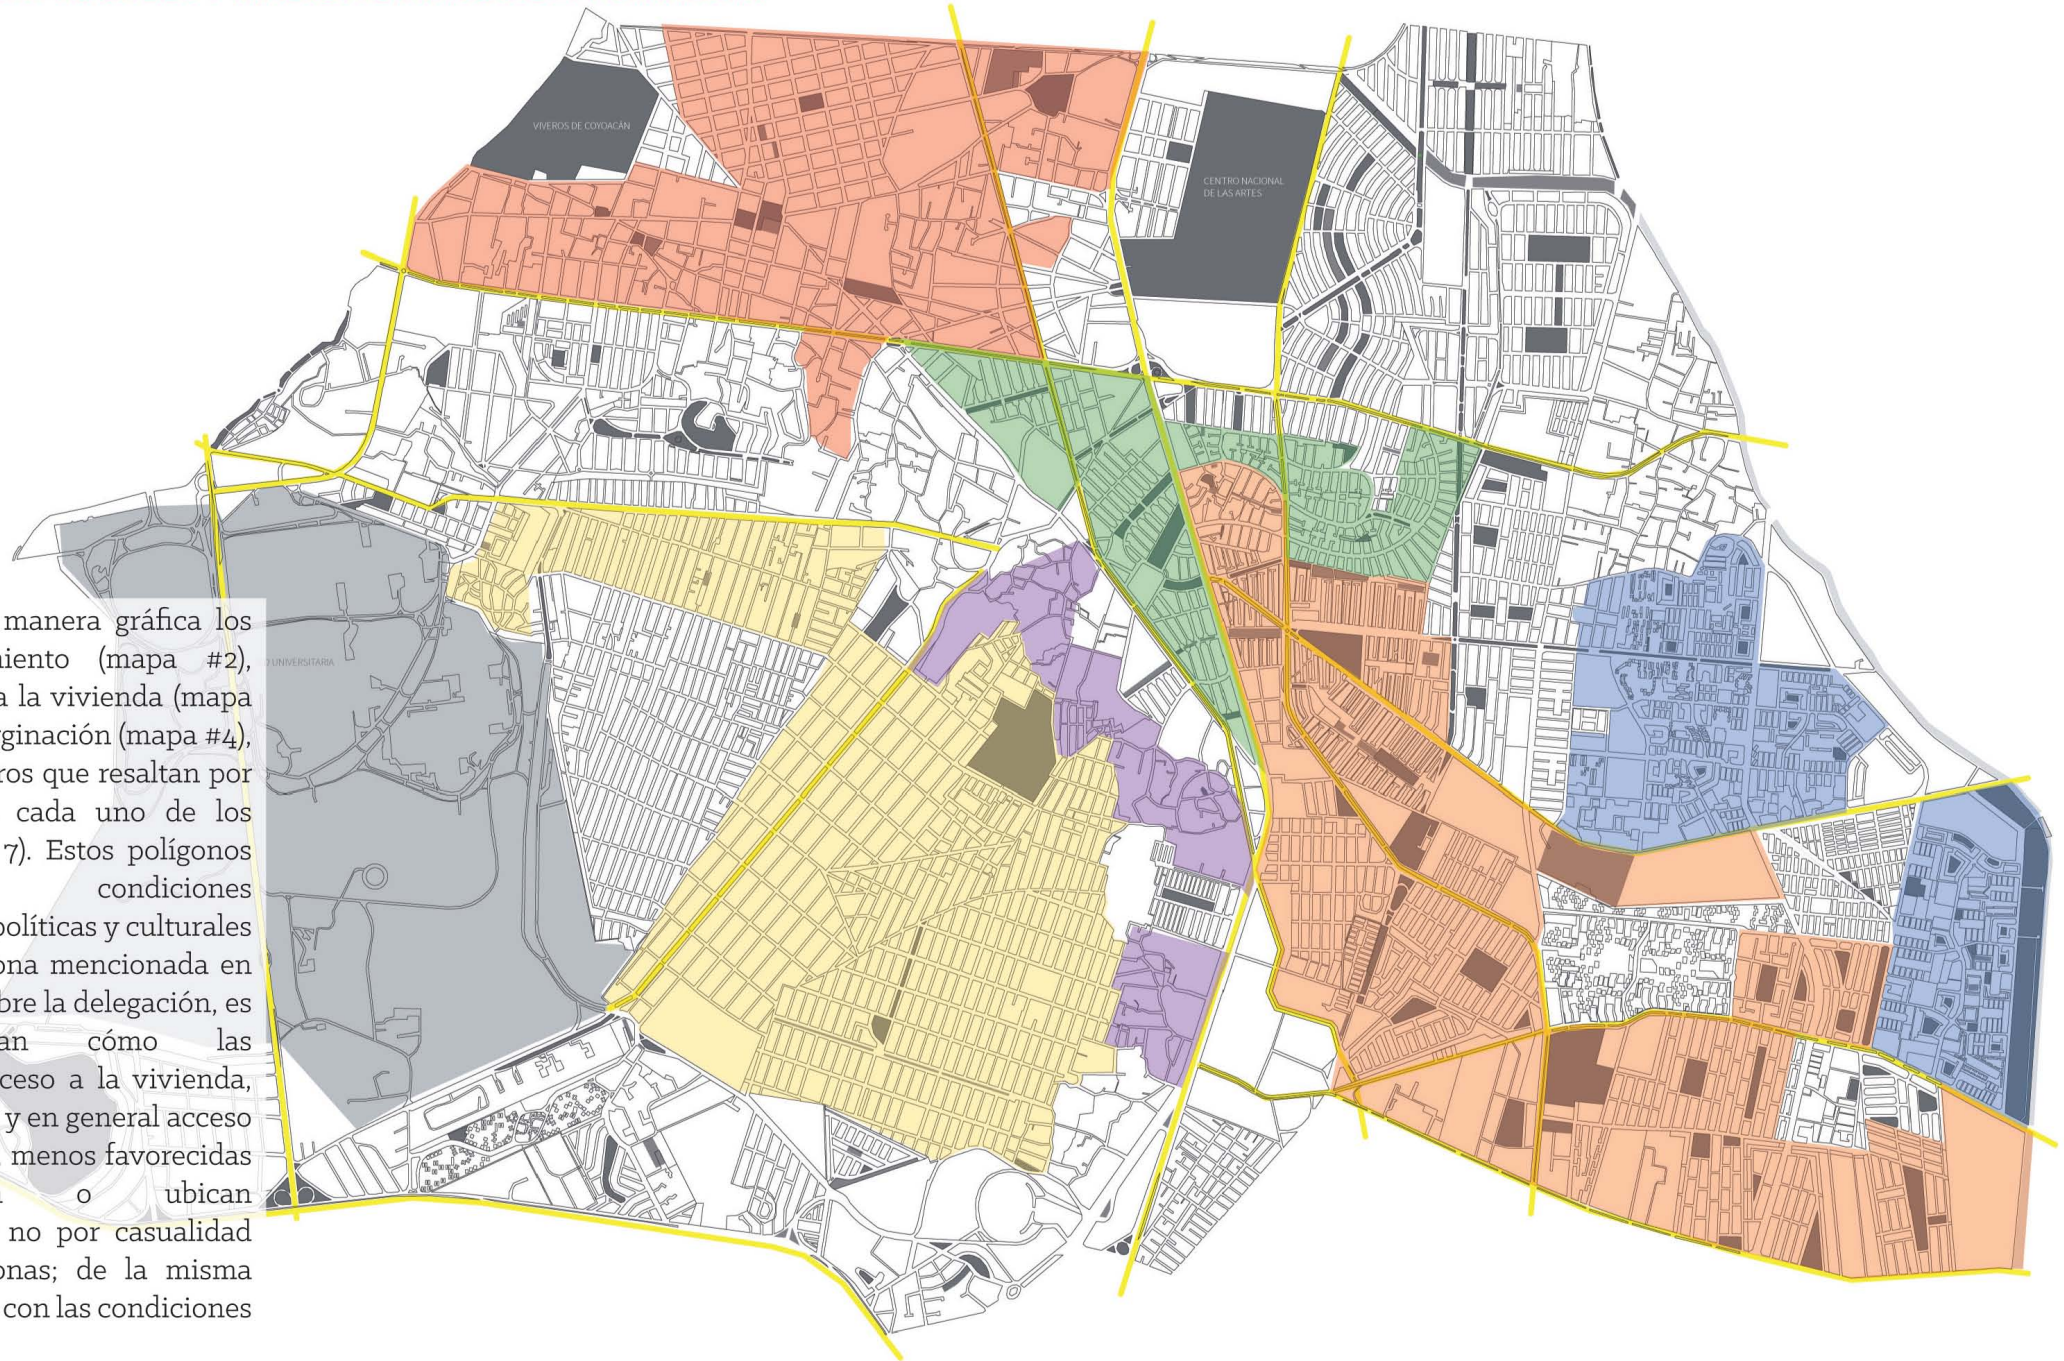 VIVEROS DE COYOACÁN
CENTRO NACIONAL
DE LAS ARTES
manera gráfica los
miento (mapa #2),
a la vivienda (mapa
rginación (mapa #4),
ros que resaltan por
cada uno de los
7). Estos polígonos
condiciones
políticas y culturales
ona mencionada en
bre la delegación, es
an cómo las
ceso a la vivienda,
y en general acceso
menos favorecidas
o ubican
no por casualidad
onas; de la misma
con las condiciones
D UNIVERSITARIA